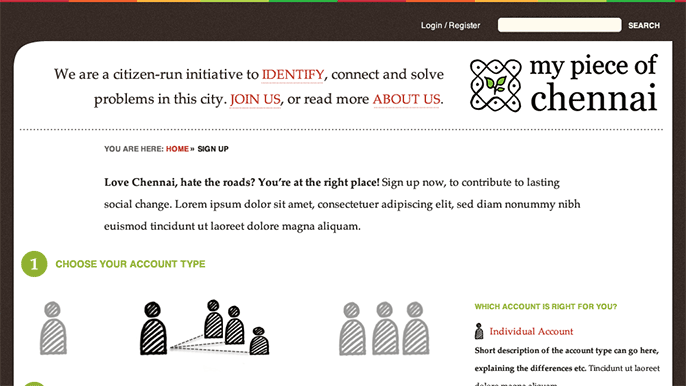 Login / Register
SEARCH
We are a citizen-run initiative to IDENTIFY, connect and solve
problems in this city. JOIN US, or read more ABOUT US.
my piece of
chennai
YOU ARE HERE: HOME » SIGN UP
Love Chennai, hate the roads? You're at the right place! Sign up now, to contribute to lasting
social change. Lorem ipsum dolor sit amet, consectetuer adipiscing elit, sed diam nonummy nibh
euismod tincidunt ut laoreet dolore magna aliquam.
1 CHOOSE YOUR ACCOUNT TYPE
WHICH ACCOUNT IS RIGHT FOR YOU?
Individual Account
Short description of the account type can go here,
explaining the differences etc. Tincidunt ut laoreet
dolore magna aliquam